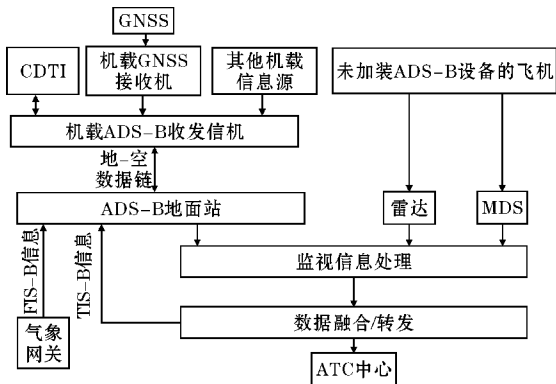 GNSS
CDTI
机载GNSS
接收机
其他机载
信息源
未加装ADS-B设备的飞机
机载ADS-B收发信机
地-空
数据链
ADS-B地面站
雷达
MDS
FIS-B信息
TIS-B信息
监视信息处理
气象
网关
数据融合/转发
ATC中心